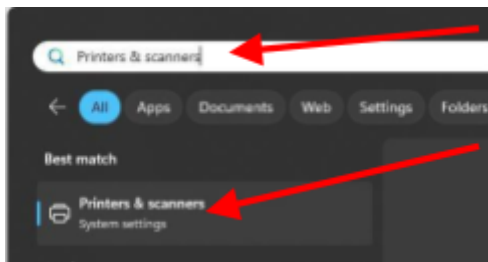 Printers & scanners
All Apps Documents Web Settings Folders
Best match
Printers & scanners
System settings